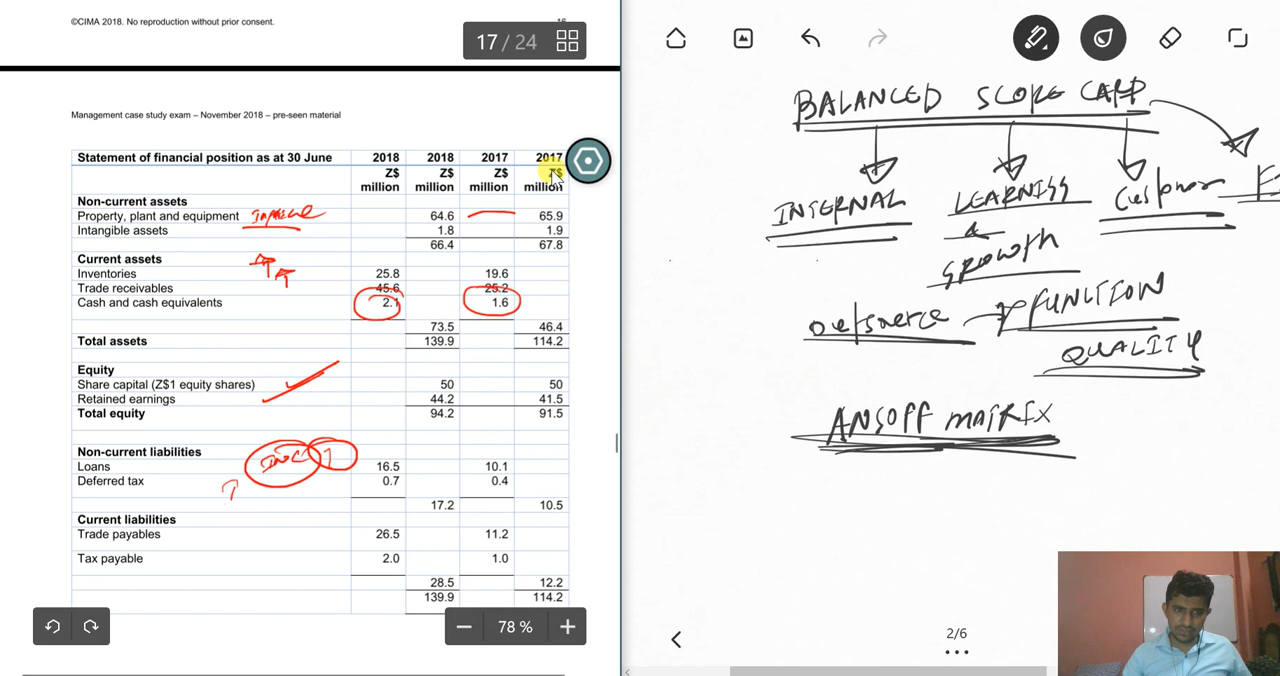 ©CIMA 2018. No reproduction without prior consent.
17 / 24
Management case study exam – November 2018 – pre-seen material
Statement of financial position as at 30 June 2018 2018 2017 2017
Z$ Z$ Z$ Z$
million million million million
Non-current assets
Property, plant and equipment 64.6 65.9
Intangible assets 1.8 1.9
66.4 67.8
Current assets
Inventories 25.8 19.6
Trade receivables 45.6 25.2
Cash and cash equivalents 2.1 1.6
73.5 46.4
Total assets 139.9 114.2
Equity
Share capital (Z$1 equity shares) 50 50
Retained earnings 44.2 41.5
Total equity 94.2 91.5
Non-current liabilities
Loans 16.5 10.1
Deferred tax 0.7 0.4
17.2 10.5
Current liabilities
Trade payables 26.5 11.2
Tax payable 2.0 1.0
28.5 12.2
139.9 114.2
78 %
BALANCED SCORE CARD
INTERNAL
LEARNING
&
GROWTH
Customer
Outsource FUNCTION
QUALITY
ANSOFF MATRIX
2/6